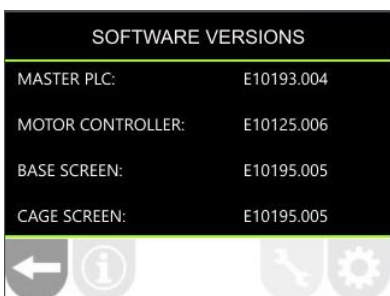 SOFTWARE VERSIONS
MASTER PLC: E10193.004
MOTOR CONTROLLER: E10125.006
BASE SCREEN: E10195.005
CAGE SCREEN: E10195.005